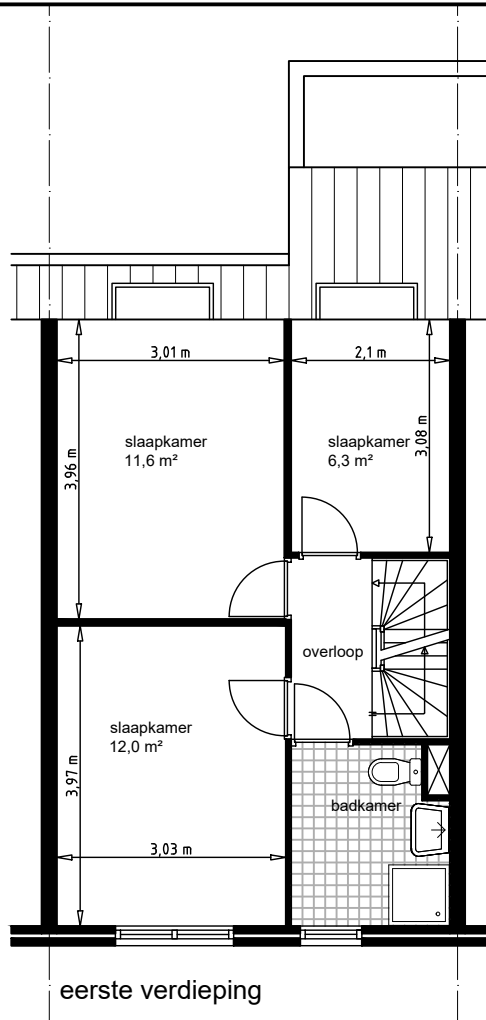 3,01 m
2,1 m
3,96 m
slaapkamer
11,6 m²
slaapkamer
6,3 m²
3,08 m
overloop
slaapkamer
12,0 m²
3,97 m
badkamer
3,03 m
eerste verdieping